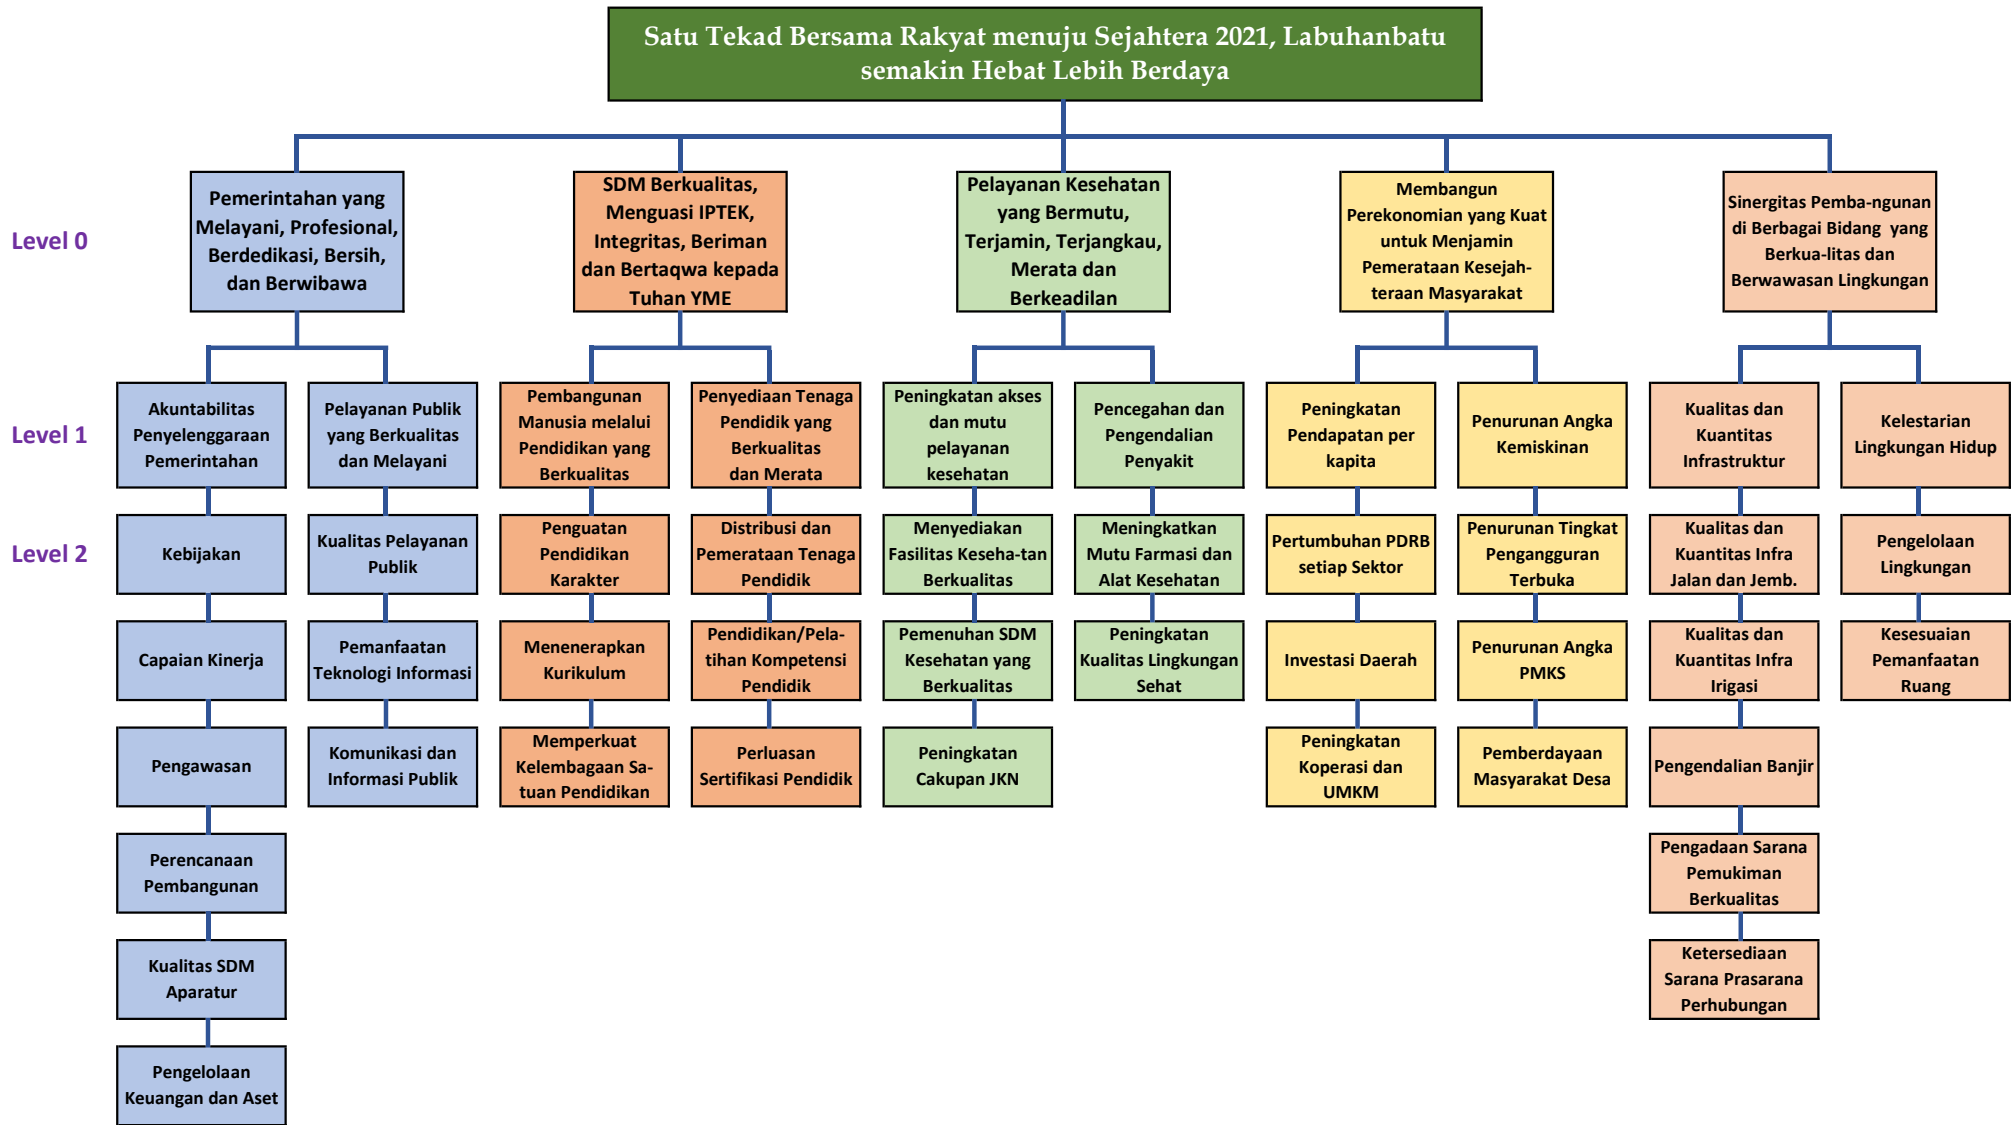 Satu Tekad Bersama Rakyat menuju Sejahtera 2021, Labuhanbatu
semakin Hebat Lebih Berdaya
Level 0
Pemerintahan yang
Melayani, Profesional,
Berdedikasi, Bersih,
dan Berwibawa
SDM Berkualitas,
Menguasi IPTEK,
Integritas, Beriman
dan Bertaqwa kepada
Tuhan YME
Pelayanan Kesehatan
yang Bermutu,
Terjamin, Terjangkau,
Merata dan
Berkeadilan
Membangun
Perekonomian yang Kuat
untuk Menjamin
Pemerataan Kesejah-
teraan Masyarakat
Sinergitas Pemba-ngunan
di Berbagai Bidang yang
Berkua-litas dan
Berwawasan Lingkungan
Level 1
Akuntabilitas
Penyelenggaraan
Pemerintahan
Pelayanan Publik
yang Berkualitas
dan Melayani
Pembangunan
Manusia melalui
Pendidikan yang
Berkualitas
Penyediaan Tenaga
Pendidik yang
Berkualitas
dan Merata
Peningkatan akses
dan mutu
pelayanan
kesehatan
Pencegahan dan
Pengendalian
Penyakit
Peningkatan
Pendapatan per
kapita
Penurunan Angka
Kemiskinan
Kualitas dan
Kuantitas
Infrastruktur
Kelestarian
Lingkungan Hidup
Level 2
Kebijakan
Kualitas Pelayanan
Publik
Penguatan
Pendidikan
Karakter
Distribusi dan
Pemerataan Tenaga
Pendidik
Menyediakan
Fasilitas Keseha-tan
Berkualitas
Meningkatkan
Mutu Farmasi dan
Alat Kesehatan
Pertumbuhan PDRB
setiap Sektor
Penurunan Tingkat
Pengangguran
Terbuka
Kualitas dan
Kuantitas Infra
Jalan dan Jemb.
Pengelolaan
Lingkungan
Capaian Kinerja
Pemanfaatan
Teknologi Informasi
Menenerapkan
Kurikulum
Pendidikan/Pela-
tihan Kompetensi
Pendidik
Pemenuhan SDM
Kesehatan yang
Berkualitas
Peningkatan
Kualitas Lingkungan
Sehat
Investasi Daerah
Penurunan Angka
PMKS
Kualitas dan
Kuantitas Infra
Irigasi
Kesesuaian
Pemanfaatan
Ruang
Pengawasan
Komunikasi dan
Informasi Publik
Memperkuat
Kelembagaan Sa-
tuan Pendidikan
Perluasan
Sertifikasi Pendidik
Peningkatan
Cakupan JKN
Peningkatan
Koperasi dan
UMKM
Pemberdayaan
Masyarakat Desa
Pengendalian Banjir
Perencanaan
Pembangunan
Pengadaan Sarana
Pemukiman
Berkualitas
Kualitas SDM
Aparatur
Ketersediaan
Sarana Prasarana
Perhubungan
Pengelolaan
Keuangan dan Aset